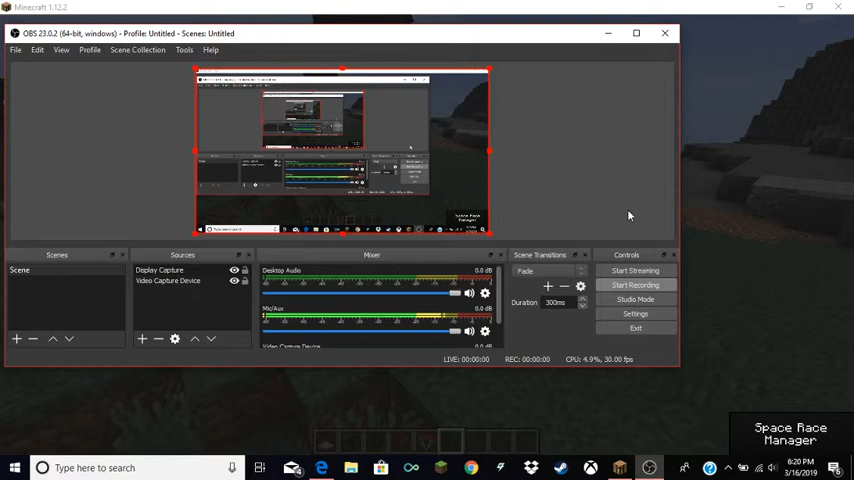 Minecraft 1.12.2
OBS 23.0.2 (64-bit, windows) - Profile: Untitled - Scenes: Untitled
File Edit View Profile Scene Collection Tools Help
Scenes Sources Mixer Scene Transitions Controls
Scene
Display Capture
Video Capture Device
Desktop Audio 0.0 dB
Mic/Aux 0.0 dB
Video Capture Device 0.0 dB
Fade
Duration 300ms
Start Streaming
Start Recording
Studio Mode
Settings
Exit
LIVE: 00:00:00 REC: 00:00:00 CPU: 4.9%, 30.00 fps
Space Race
Manager
Type here to search
6:20 PM
3/16/2019